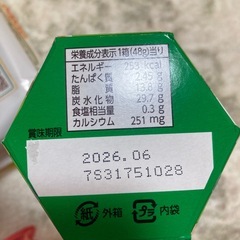 栄養成分表示1箱(48g)当り
エネルギー 253 kcal
たんぱく質 2.45 g
脂質 13.8 g
炭水化物 29.7 g
食塩相当量 0.3 g
カルシウム 251 mg
賞味期限
2026.06
7S31751028
紙 外箱 プラ 内袋